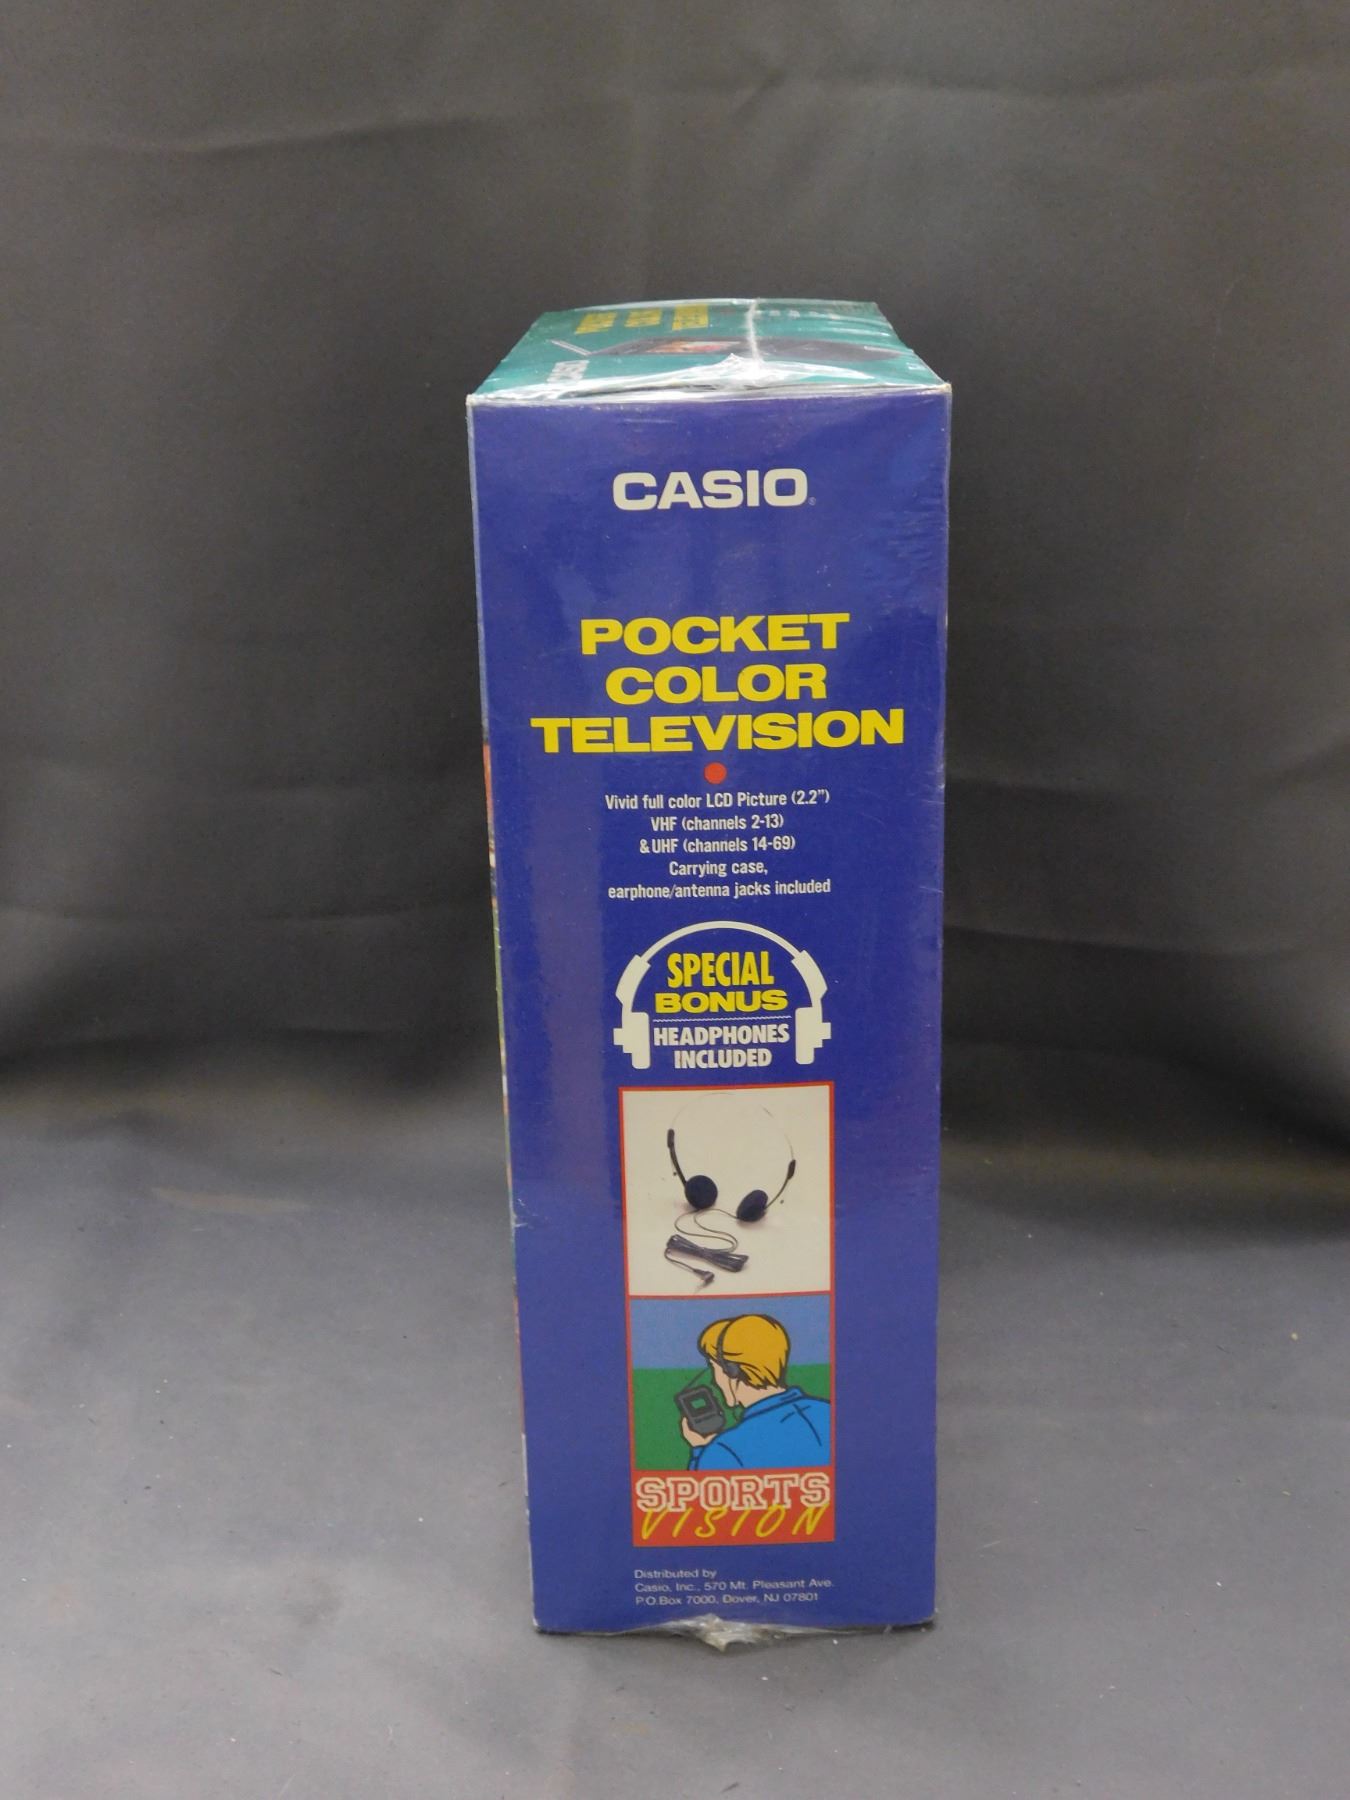 CASIO
CASIO®
POCKET
COLOR
TELEVISION
Vivid full color LCD Picture (2.2")
VHF (channels 2-13)
& UHF (channels 14-69)
Carrying case,
earphone/antenna jacks included
SPECIAL
BONUS
HEADPHONES
INCLUDED
SPORTS
VISION
Distributed by
Casio, Inc., 570 Mt. Pleasant Ave.
P.O. Box 7000, Dover, NJ 07801